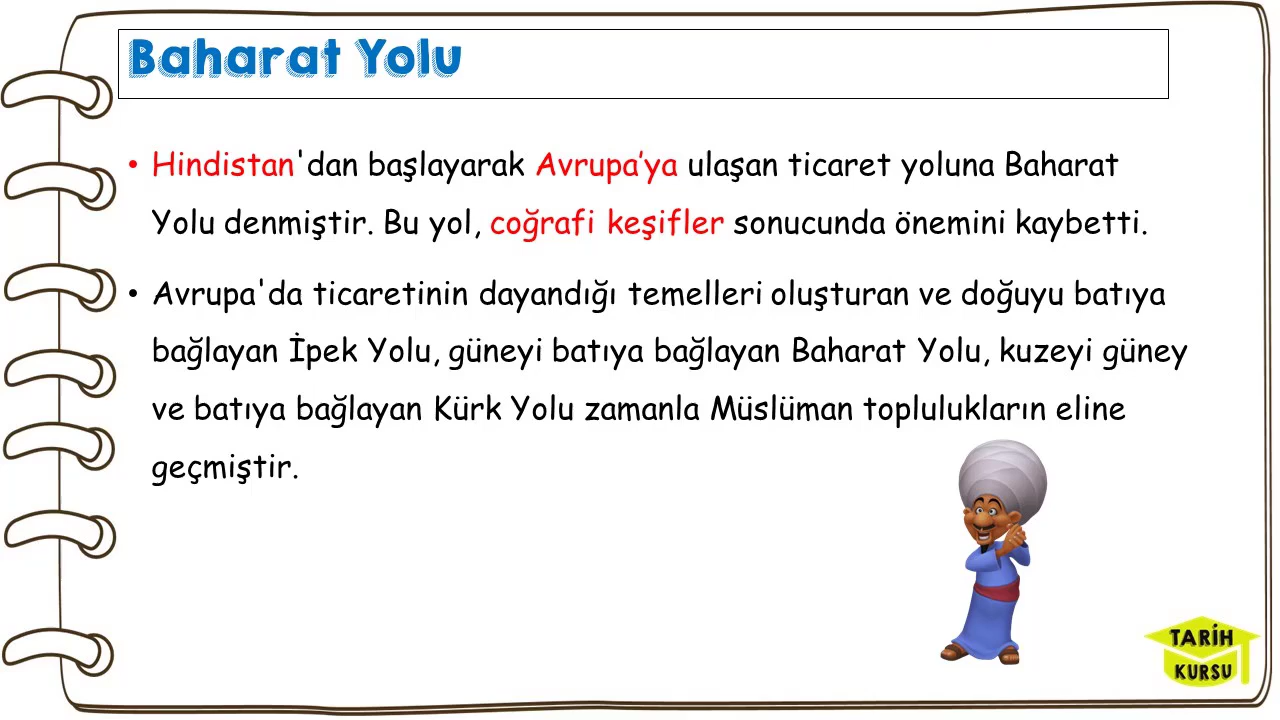 Baharat Yolu
• Hindistan'dan başlayarak Avrupa’ya ulaşan ticaret yoluna Baharat
Yolu denmiştir. Bu yol, coğrafi keşifler sonucunda önemini kaybetti.
• Avrupa'da ticaretinin dayandığı temelleri oluşturan ve doğuyu batıya
bağlayan İpek Yolu, güneyi batıya bağlayan Baharat Yolu, kuzeyi güney
ve batıya bağlayan Kürk Yolu zamanla Müslüman toplulukların eline
geçmiştir.
TARİH
KURSU